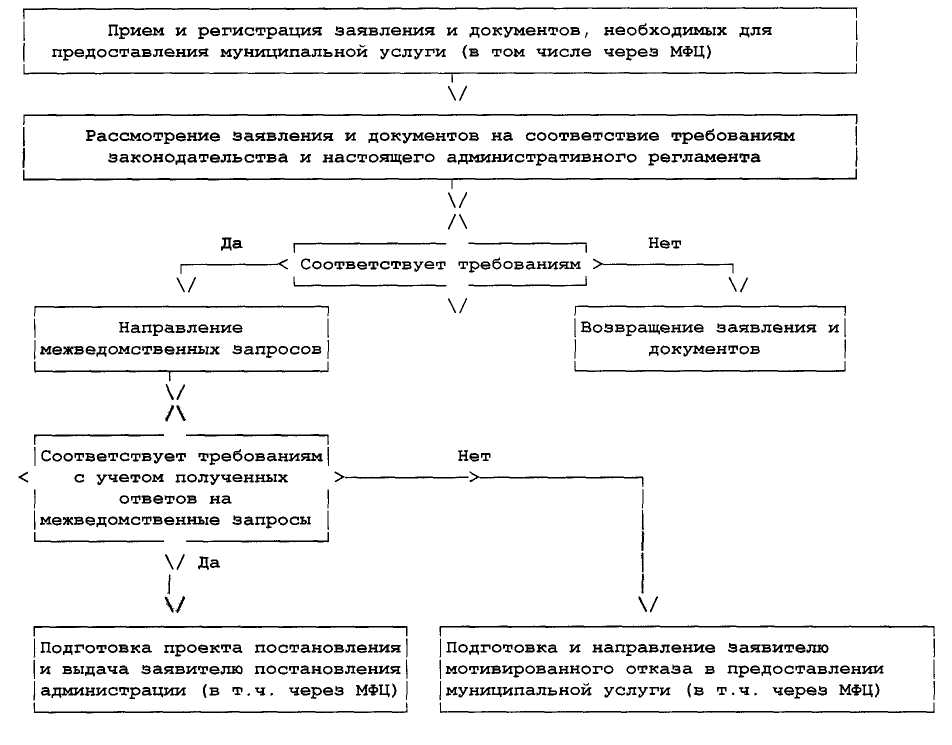 Прием и регистрация заявления и документов, необходимых для
предоставления муниципальной услуги (в том числе через МФЦ)
Рассмотрение заявления и документов на соответствие требованиям
законодательства и настоящего административного регламента
Да
Нет
Соответствует требованиям
Направление
межведомственных запросов
Возвращение заявления и
документов
Соответствует требованиям
с учетом полученных
ответов на
межведомственные запросы
Нет
Да
Подготовка проекта постановления
и выдача заявителю постановления
администрации (в т.ч. через МФЦ)
Подготовка и направление заявителю
мотивированного отказа в предоставлении
муниципальной услуги (в т.ч. через МФЦ)